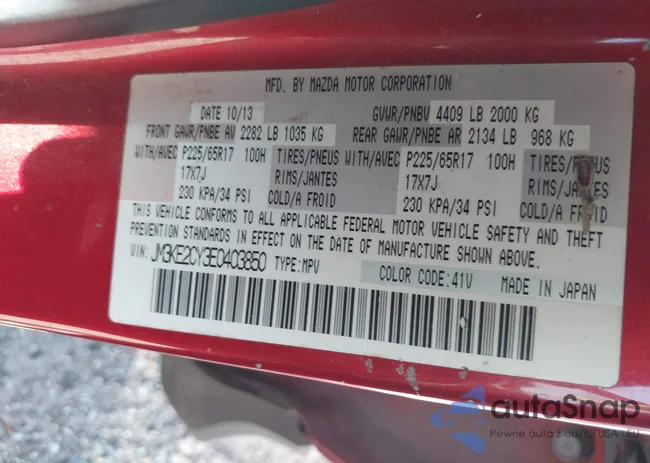 MFD. BY MAZDA MOTOR CORPORATION
DATE 10/13 GVWR/PNBV 4409 LB 2000 KG
FRONT GAWR/PNBE AV 2282 LB 1035 KG REAR GAWR/PNBE AR 2134 LB 968 KG
WITH/AVEC P225/65R17 100H TIRES/PNEUS WITH/AVEC P225/65R17 100H TIRES/PNEUS
17X7J RIMS/JANTES 17X7J RIMS/JANTES
230 KPA/34 PSI COLD/A FROID 230 KPA/34 PSI COLD/A FROID
THIS VEHICLE CONFORMS TO ALL APPLICABLE FEDERAL MOTOR VEHICLE SAFETY AND THEFT
PREVENTION STANDARDS IN EFFECT ON THE DATE OF MANUFACTURE SHOWN ABOVE.
VIN: JM3KE2CY3E0403850 TYPE:MPV COLOR CODE:41V MADE IN JAPAN
autoSnap
Pewne auta z aukcji USA - EU